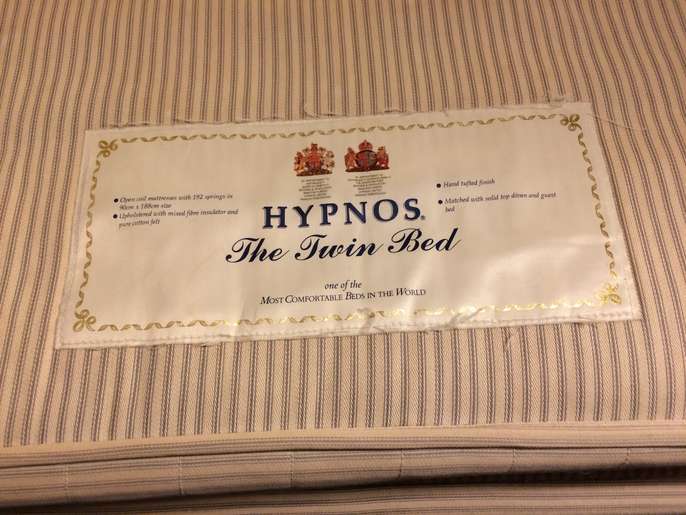 • Open coil mattresses with 192 springs in
90cm x 188cm size
• Upholstered with mixed fibre insulator and
pure cotton felt
• Hand tufted finish
• Matched with solid top divan and guest
bed
HYPNOS®
The Twin Bed
one of the
MOST COMFORTABLE BEDS IN THE WORLD